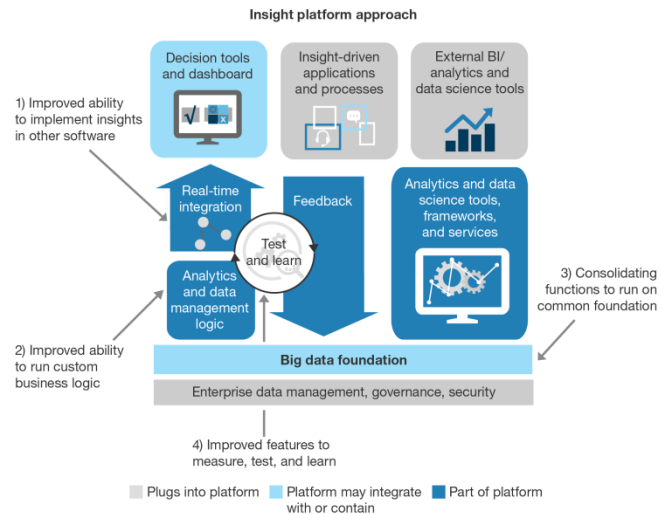 Insight platform approach
Decision tools
and dashboard
Insight-driven
applications
and processes
External BI/
analytics and
data science tools
√
x
1) Improved ability
to implement insights
in other software
Real-time
integration
Feedback
Analytics and data
science tools,
frameworks,
and services
Test
and learn
Analytics
and data
management
logic
3) Consolidating
functions to run on
common foundation
2) Improved ability
to run custom
business logic
Big data foundation
Enterprise data management, governance, security
4) Improved features to
measure, test, and learn
Plugs into platform
Platform may integrate
with or contain
Part of platform